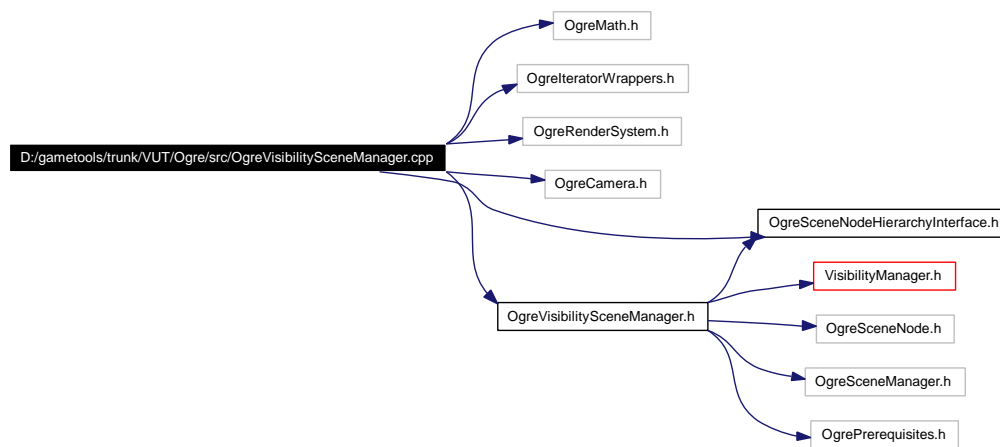 OgreMath.h
OgreIteratorWrappers.h
OgreRenderSystem.h
D:/gametools/trunk/VUT/Ogre/src/OgreVisibilitySceneManager.cpp
OgreCamera.h
OgreSceneNodeHierarchyInterface.h
VisibilityManager.h
OgreVisibilitySceneManager.h
OgreSceneNode.h
OgreSceneManager.h
OgrePrerequisites.h